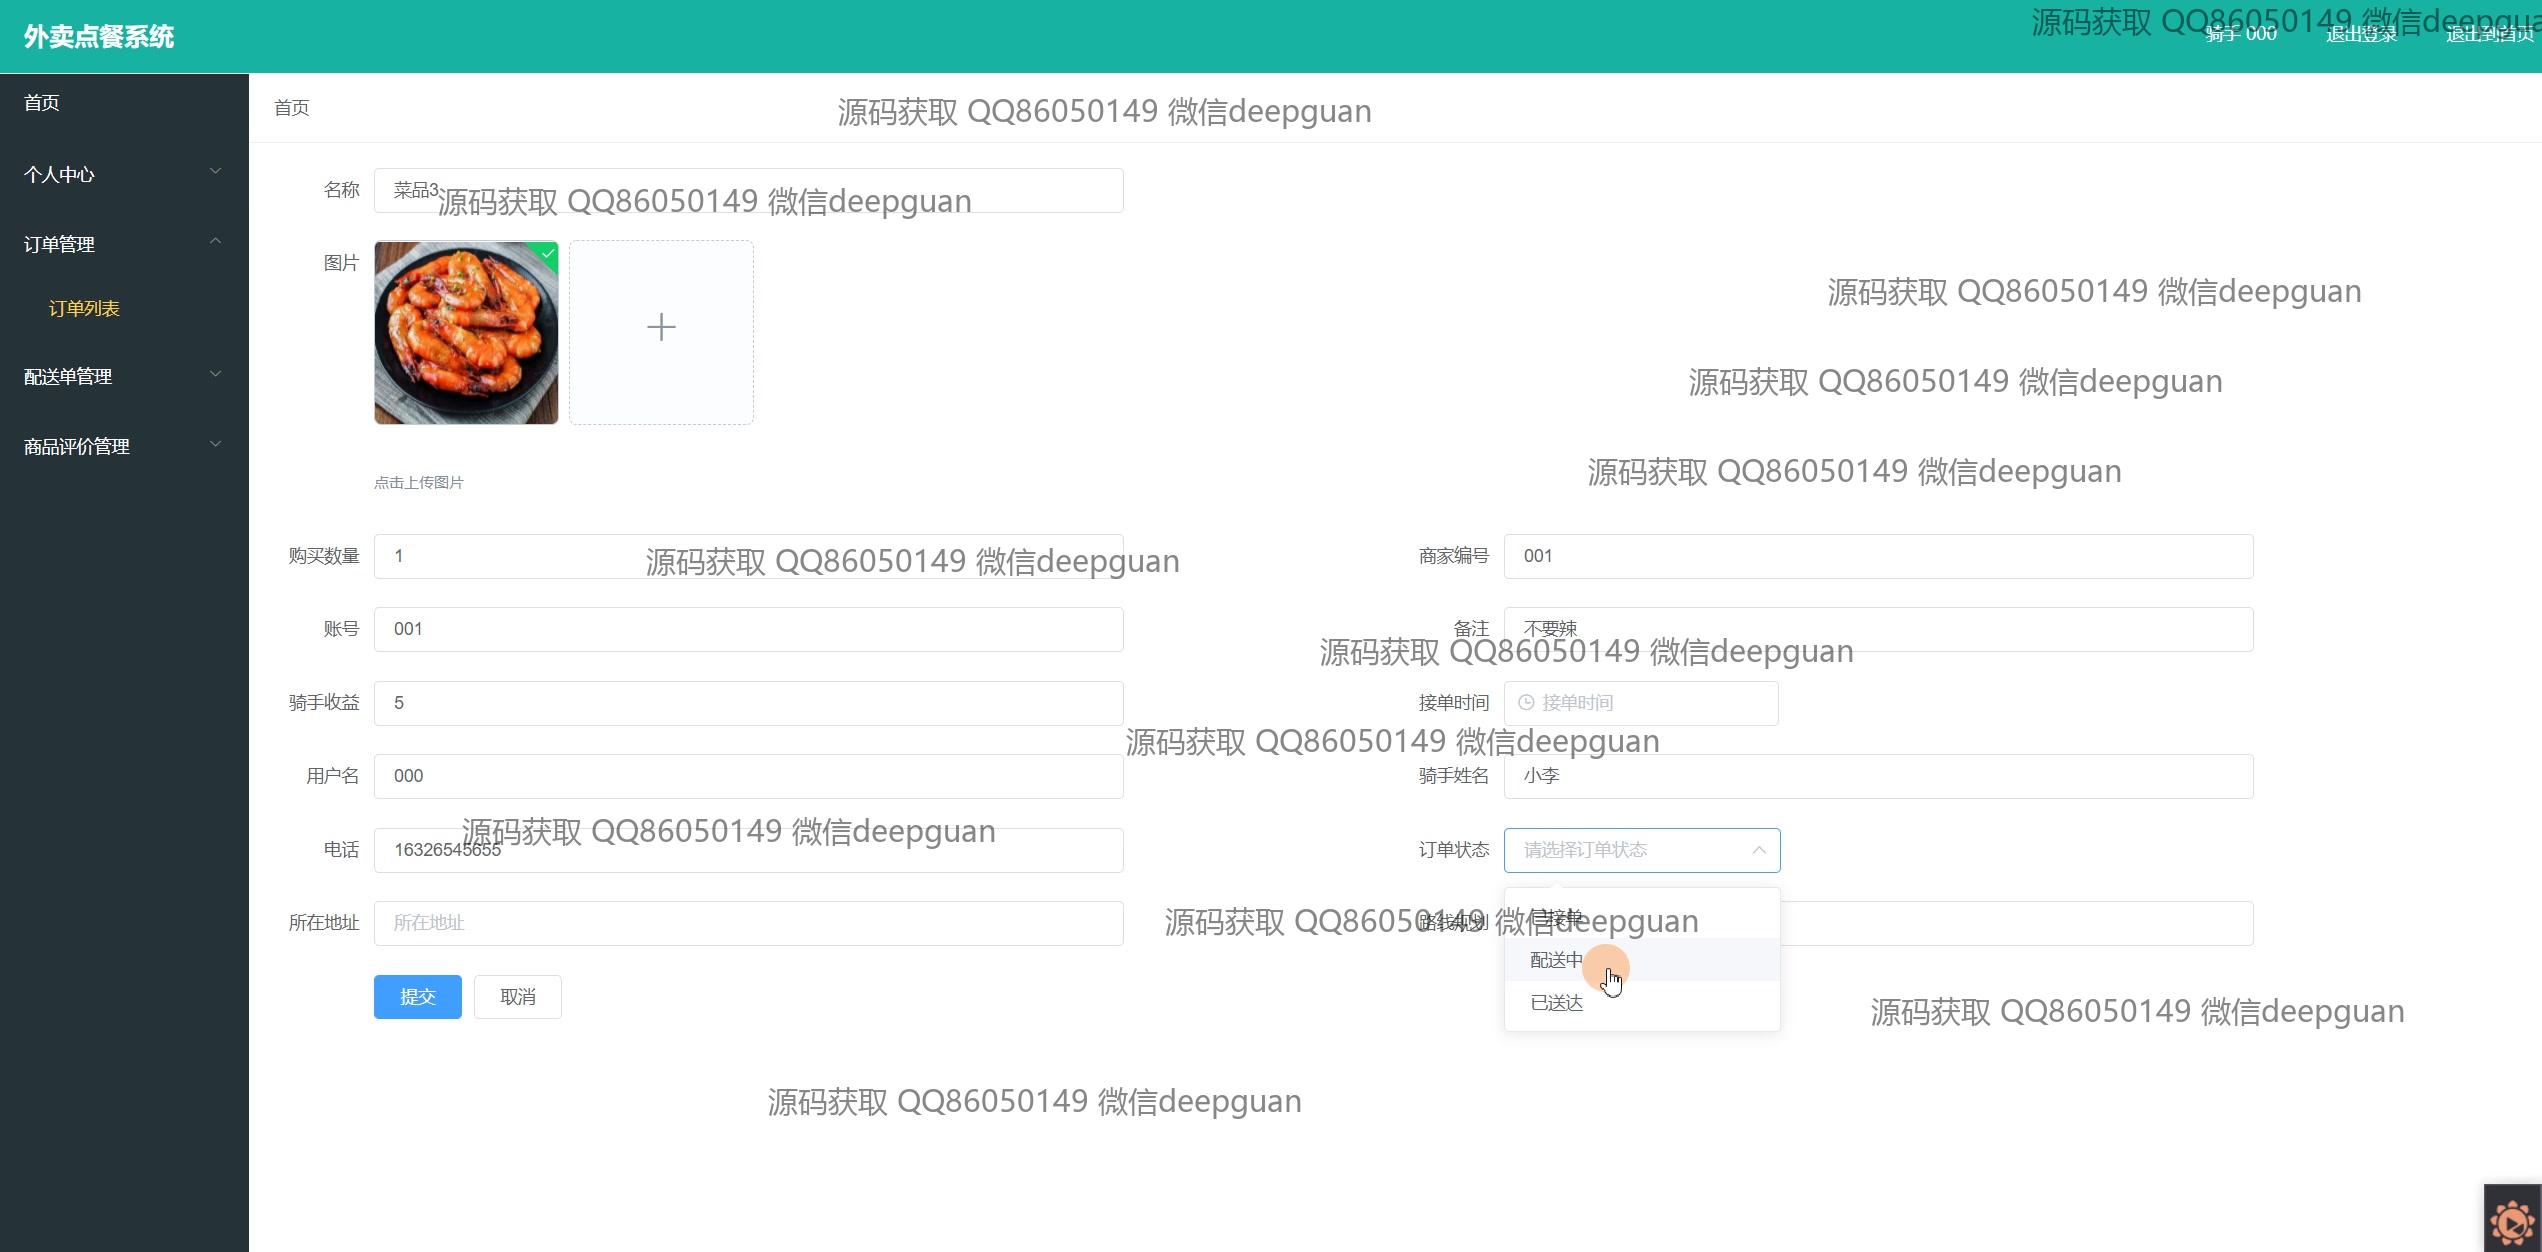 外卖点餐系统
源码获取 QQ86050149 微信deepgua
骑手 000
退出登录
退出到首页
首页
首页
源码获取 QQ86050149 微信deepguan
个人中心
名称
菜品3
源码获取 QQ86050149 微信deepguan
订单管理
图片
源码获取 QQ86050149 微信deepguan
订单列表
配送单管理
源码获取 QQ86050149 微信deepguan
商品评价管理
源码获取 QQ86050149 微信deepguan
点击上传图片
购买数量
1
源码获取 QQ86050149 微信deepguan
商家编号
001
账号
001
备注
不要辣
源码获取 QQ86050149 微信deepguan
骑手收益
5
接单时间
接单时间
源码获取 QQ86050149 微信deepguan
用户名
000
骑手姓名
小李
源码获取 QQ86050149 微信deepguan
电话
16326545655
订单状态
请选择订单状态
所在地址
所在地址
源码获取 QQ86050149 微信deepguan
路线规划
已接单
配送中
已送达
提交
取消
源码获取 QQ86050149 微信deepguan
源码获取 QQ86050149 微信deepguan